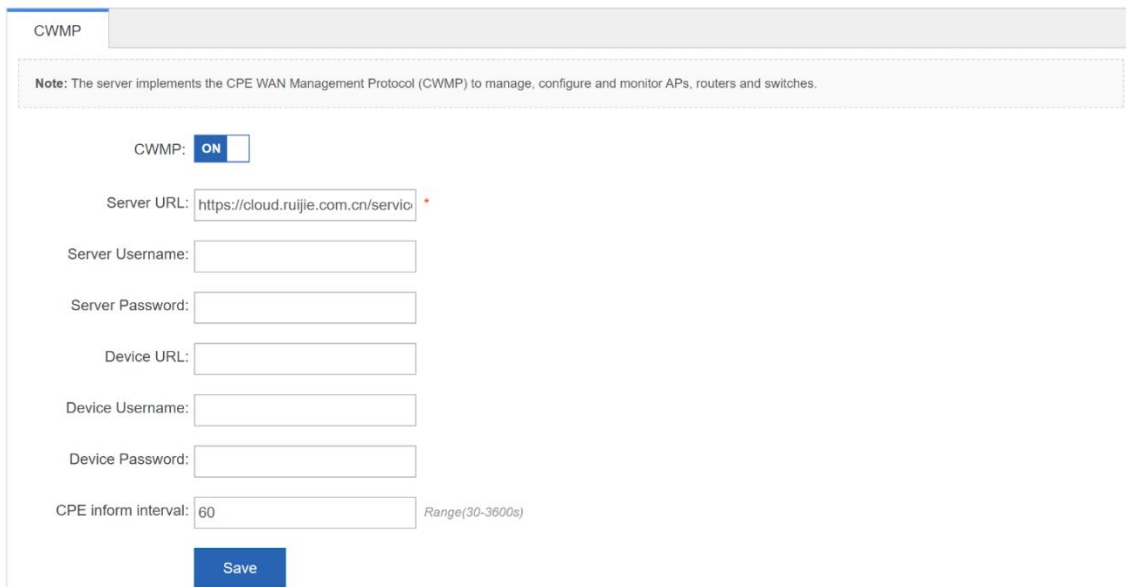 CWMP
Note: The server implements the CPE WAN Management Protocol (CWMP) to manage, configure and monitor APs, routers and switches.
CWMP: ON
Server URL: https://cloud.ruijie.com.cn/servic *
Server Username:
Server Password:
Device URL:
Device Username:
Device Password:
CPE inform interval: 60 Range(30-3600s)
Save